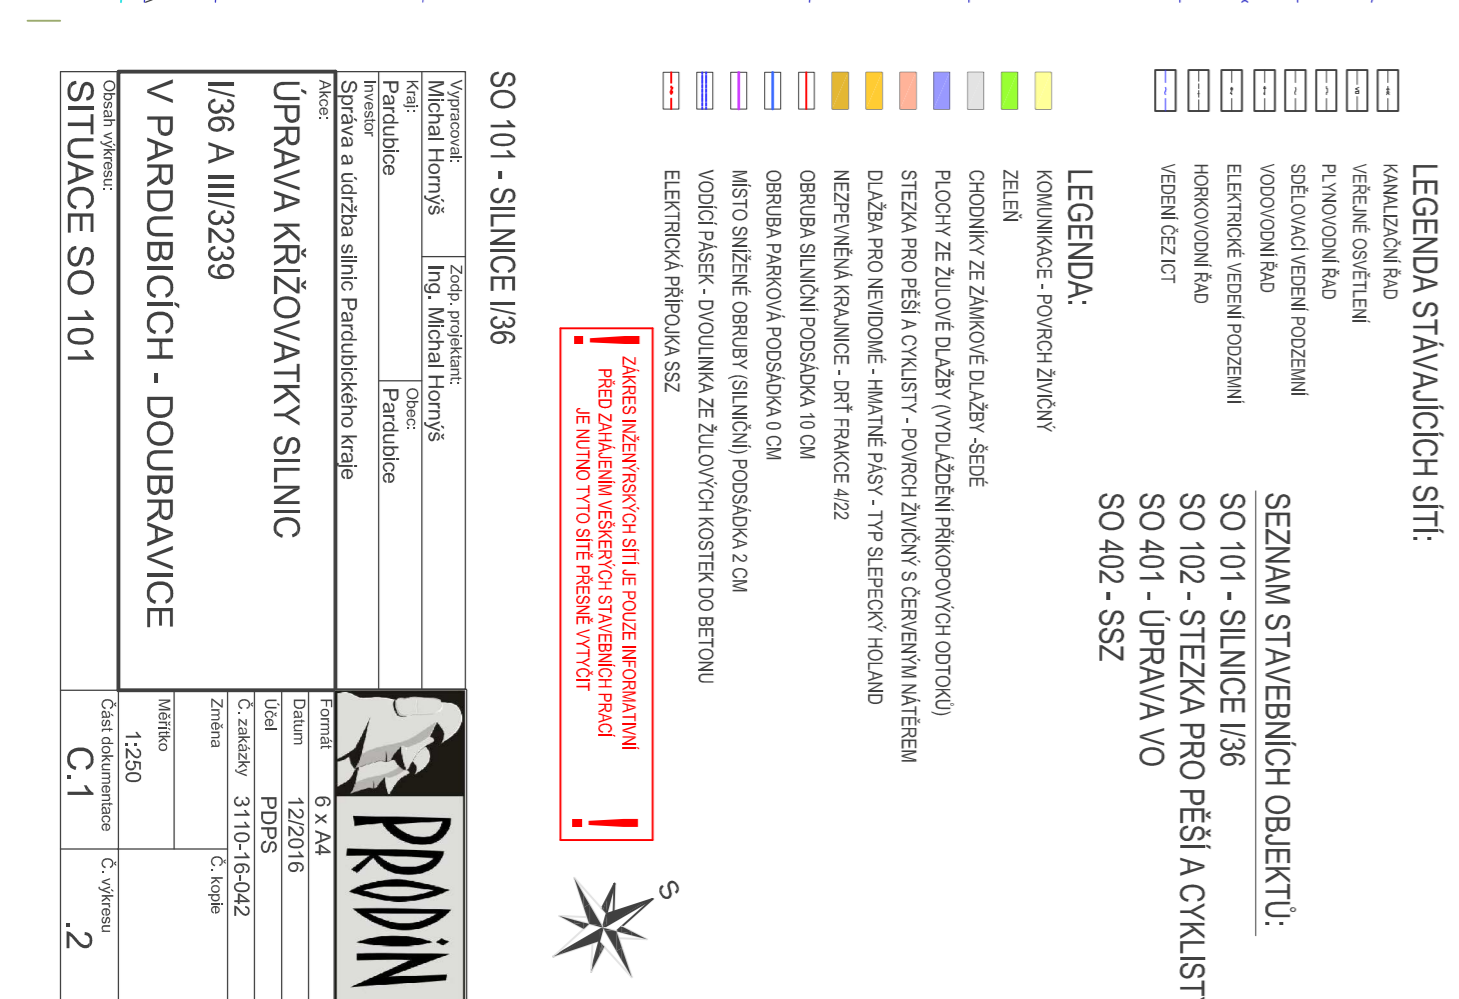 LEGENDA STÁVAJÍCÍCH SÍTÍ:
KANALIZAČNÍ ŘAD
VEŘEJNÉ OSVĚTLENÍ
PLYNOVODNÍ ŘAD
SDĚLOVACÍ VEDENÍ PODZEMNÍ
VODOVODNÍ ŘAD
ELEKTRICKÉ VEDENÍ PODZEMNÍ
HORKOVODNÍ ŘAD
VEDENÍ ČEZ ICT
SEZNAM STAVEBNÍCH OBJEKTŮ:
SO 101 - SILNICE I/36
SO 102 - STEZKA PRO PĚŠÍ A CYKLISTY
SO 401 - ÚPRAVA VO
SO 402 - SSZ
LEGENDA:
KOMUNIKACE - POVRCH ŽIVIČNÝ
ZELEŇ
CHODNÍKY ZE ZÁMKOVÉ DLAŽBY -ŠEDÉ
PLOCHY ZE ŽULOVÉ DLAŽBY (VYDLÁŽDĚNÍ PŘÍKOPOVÝCH ODTOKŮ)
STEZKA PRO PĚŠÍ A CYKLISTY - POVRCH ŽIVIČNÝ S ČERVENÝM NÁTĚREM
DLAŽBA PRO NEVIDOMÉ - HMATNÉ PÁSY - TYP SLEPECKÝ HOLAND
NEZPEVNĚNÁ KRAJNICE - DRŤ FRAKCE 4/22
OBRUBA SILNIČNÍ PODSÁDKA 10 CM
OBRUBA PARKOVÁ PODSÁDKA 0 CM
MÍSTO SNÍŽENÉ OBRUBY (SILNIČNÍ) PODSÁDKA 2 CM
VODÍCÍ PÁSEK - DVOULINKA ZE ŽULOVÝCH KOSTEK DO BETONU
ELEKTRICKÁ PŘÍPOJKA SSZ
! ZÁKRES INŽENÝRSKÝCH SÍTÍ JE POUZE INFORMATIVNÍ !
PŘED ZAHÁJENÍM VEŠKERÝCH STAVEBNÍCH PRACÍ
JE NUTNO TYTO SÍTĚ PŘESNĚ VYTYČIT
S
SO 101 - SILNICE I/36
Vypracoval:
Michal Hornýš
Zodp. projektant:
Ing. Michal Hornýš
Kraj:
Pardubice
Obec:
Pardubice
Investor
Správa a údržba silnic Pardubického kraje
Akce:
ÚPRAVA KŘIŽOVATKY SILNIC
I/36 A III/3239
V PARDUBICÍCH - DOUBRAVICE
Obsah výkresu:
SITUACE SO 101
PRODIN
Formát 6 x A4
Datum 12/2016
Účel PDPS
Č. zakázky 3110-16-042
Změna
Č. kopie
Měřítko
1:250
Část dokumentace
C.1
Č. výkresu
.2